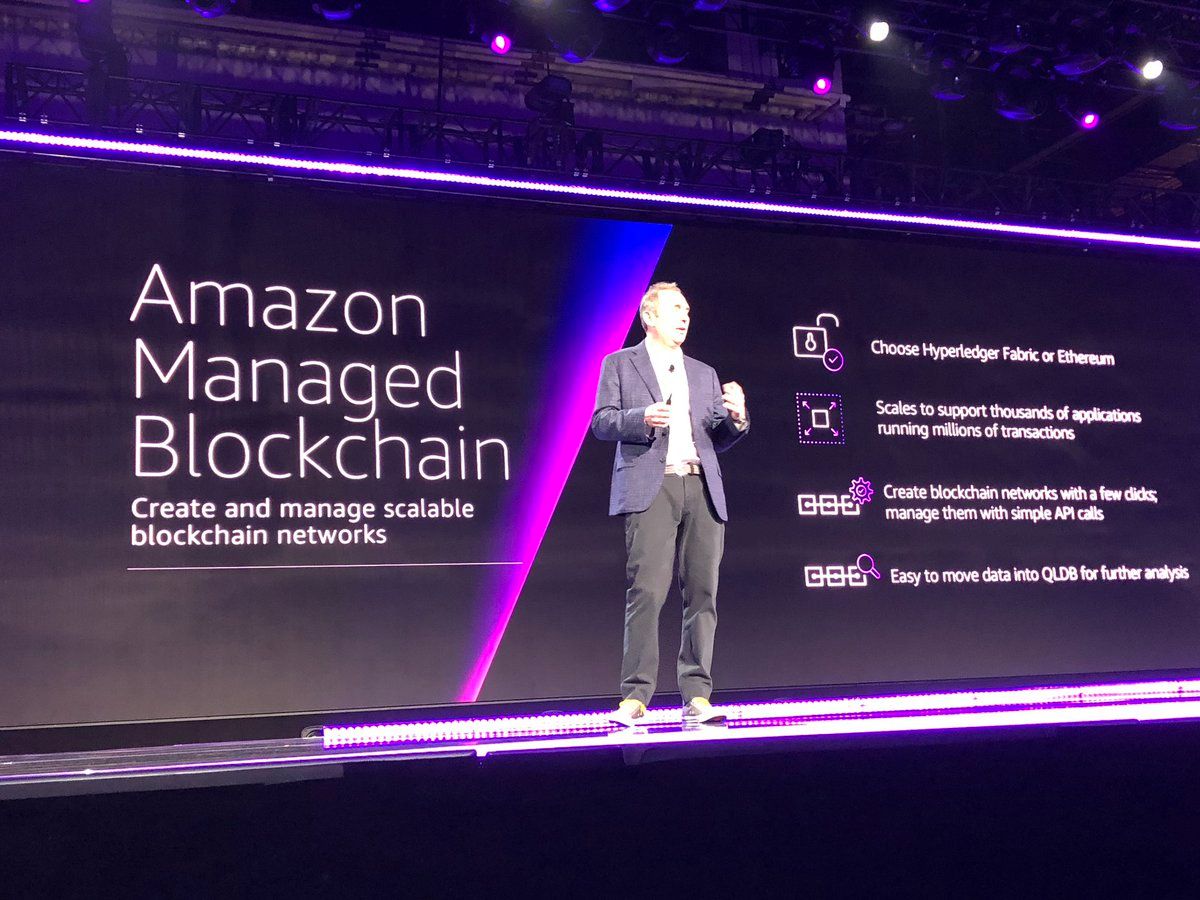 Amazon
Managed
Blockchain
Create and manage scalable
blockchain networks
Choose Hyperledger Fabric or Ethereum
Scales to support thousands of applications
running millions of transactions
Create blockchain networks with a few clicks;
manage them with simple API calls
Easy to move data into QLDB for further analysis